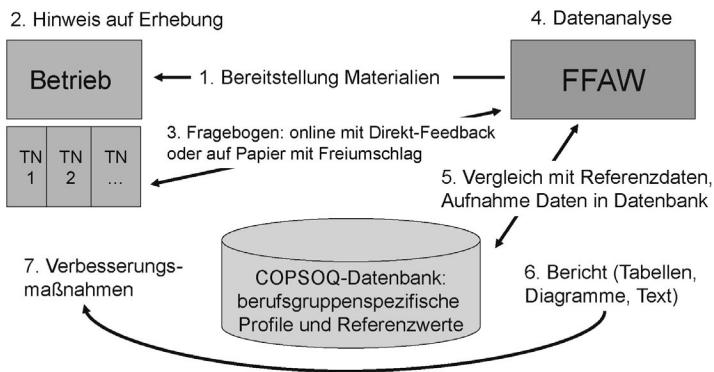 2. Hinweis auf Erhebung
4. Datenanalyse
Betrieb
1. Bereitstellung Materialien
FFAW
3. Fragebogen: online mit Direkt-Feedback
oder auf Papier mit Freiumschlag
TN
1
TN
2
TN
...
5. Vergleich mit Referenzdaten,
Aufnahme Daten in Datenbank
7. Verbesserungs-
maßnahmen
COPSOQ-Datenbank:
berufsgruppenspezifische
Profile und Referenzwerte
6. Bericht (Tabellen,
Diagramme, Text)